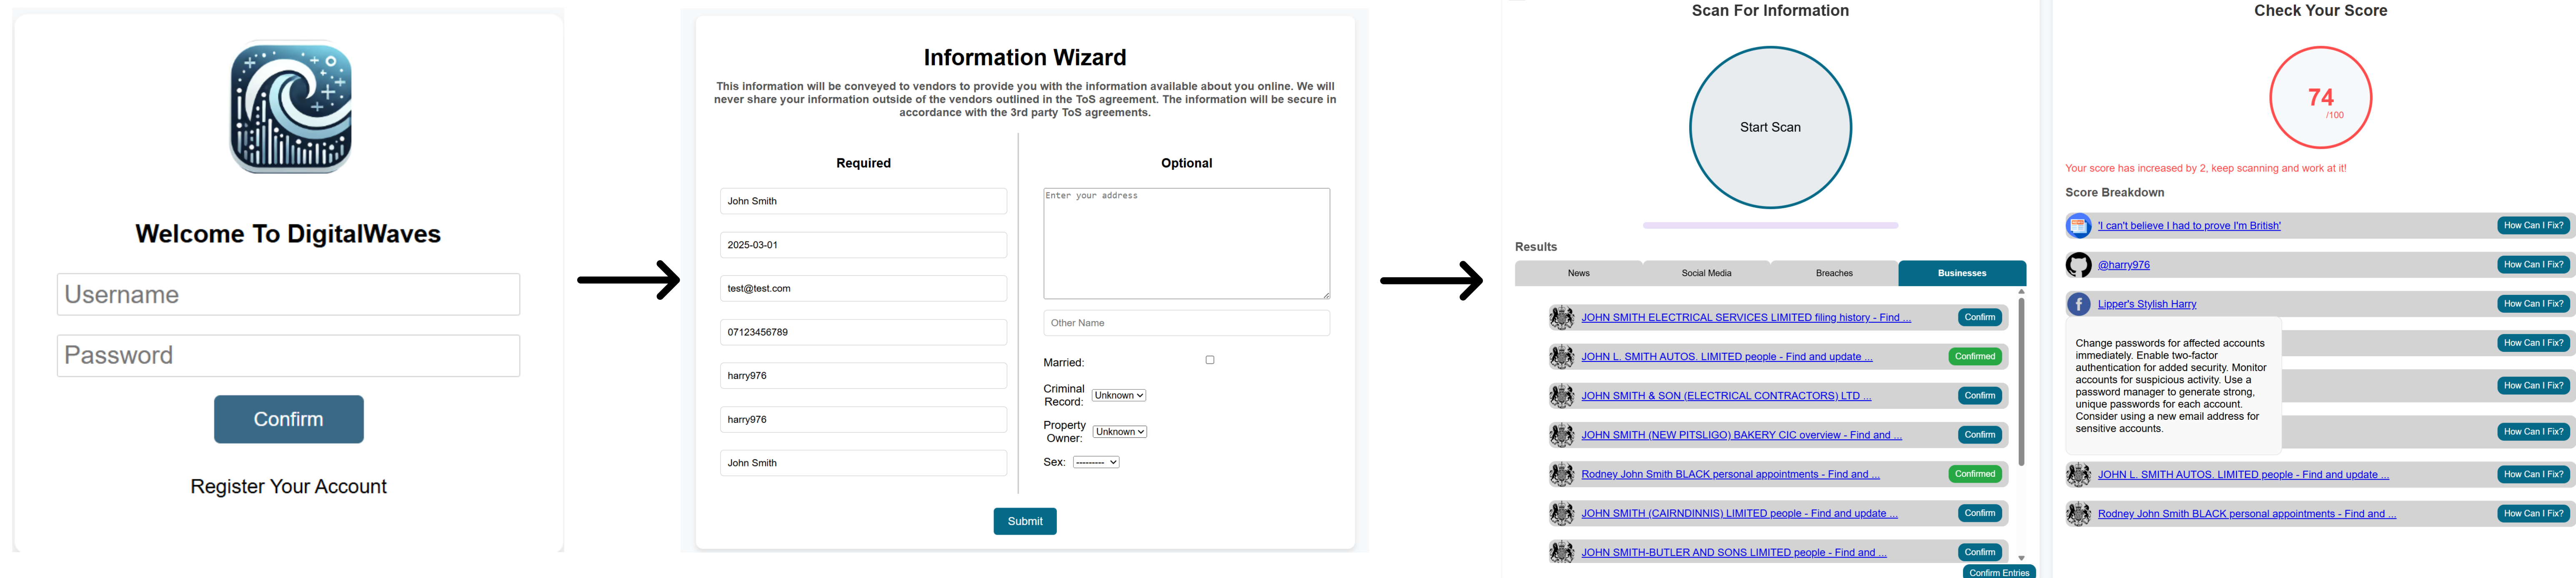 Welcome To DigitalWaves
Username
Password
Confirm
Register Your Account
Information Wizard
This information will be conveyed to vendors to provide you with the information available about you online. We will
never share your information outside of the vendors outlined in the ToS agreement. The information will be secure in
accordance with the 3rd party ToS agreements.
Required
John Smith
2025-03-01
test@test.com
07123456789
harry976
harry976
John Smith
Optional
Enter your address
Other Name
Married:
Criminal
Record:
Unknown
Property
Owner:
Unknown
Sex:
---------
Submit
Scan For Information
Start Scan
Results
News
Social Media
Breaches
Businesses
JOHN SMITH ELECTRICAL SERVICES LIMITED filing history - Find ...
Confirm
JOHN L. SMITH AUTOS. LIMITED people - Find and update ...
Confirmed
JOHN SMITH & SON (ELECTRICAL CONTRACTORS) LTD ...
Confirm
JOHN SMITH (NEW PITSLIGO) BAKERY CIC overview - Find and ...
Confirm
Rodney John Smith BLACK personal appointments - Find and ...
Confirmed
JOHN SMITH (CAIRNDINNIS) LIMITED people - Find and update ...
Confirm
JOHN SMITH-BUTLER AND SONS LIMITED people - Find and ...
Confirm
Confirm Entries
Check Your Score
74
/100
Your score has increased by 2, keep scanning and work at it!
Score Breakdown
'I can't believe I had to prove I'm British'
How Can I Fix?
@harry976
How Can I Fix?
Lipper's Stylish Harry
How Can I Fix?
Change passwords for affected accounts
immediately. Enable two-factor
authentication for added security. Monitor
accounts for suspicious activity. Use a
password manager to generate strong,
unique passwords for each account.
Consider using a new email address for
sensitive accounts.
How Can I Fix?
How Can I Fix?
How Can I Fix?
JOHN L. SMITH AUTOS. LIMITED people - Find and update ...
How Can I Fix?
Rodney John Smith BLACK personal appointments - Find and ...
How Can I Fix?